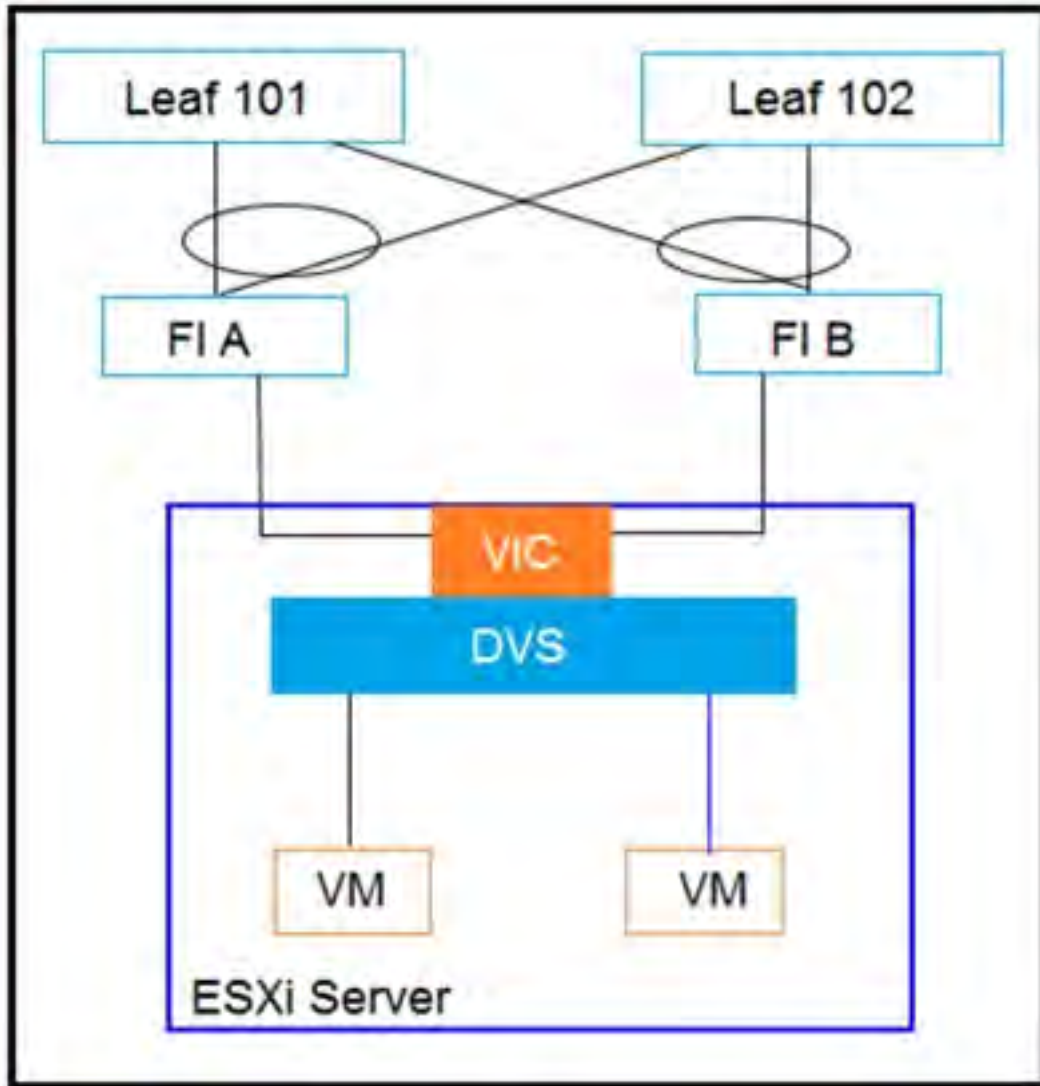 Leaf 101
Leaf 102
FI A
FI B
VIC
DVS
VM
VM
ESXi Server